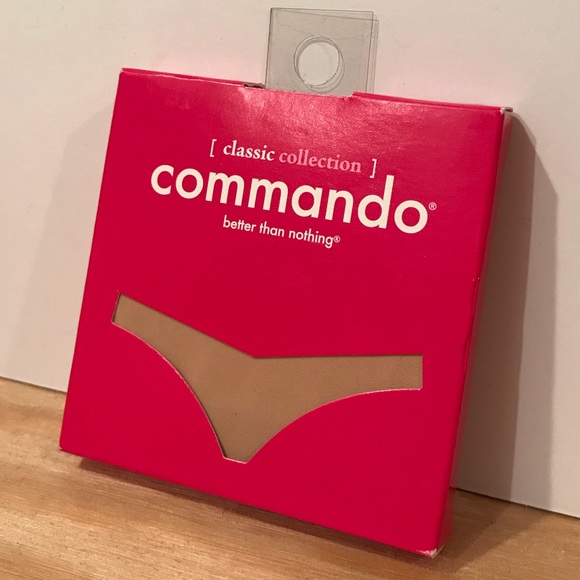 [ classic collection ]
commando®
better than nothing®